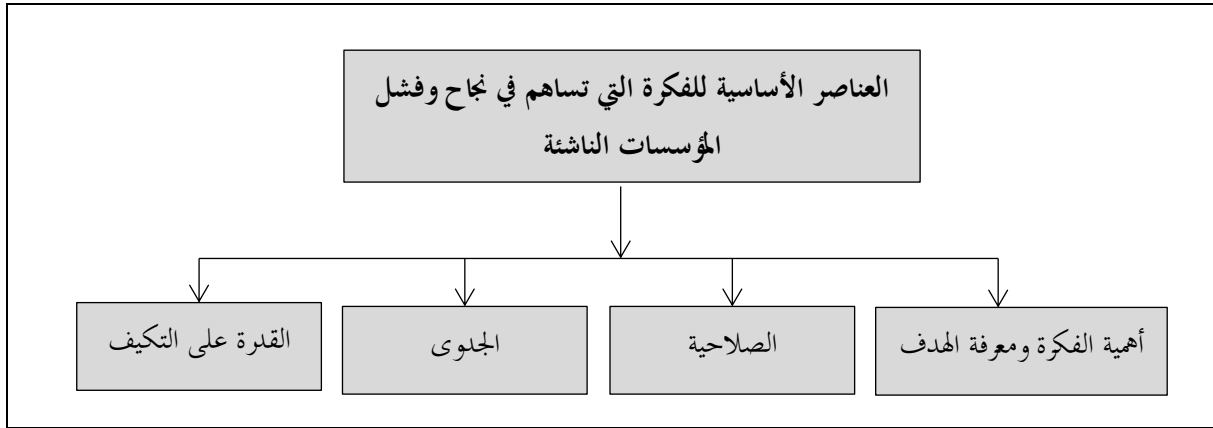 العناصر الأساسية للفكرة التي تساهم في نجاح وفشل
المؤسسات الناشئة
أهمية الفكرة ومعرفة الهدف
الصلاحية
الجدوى
القدرة على التكيف